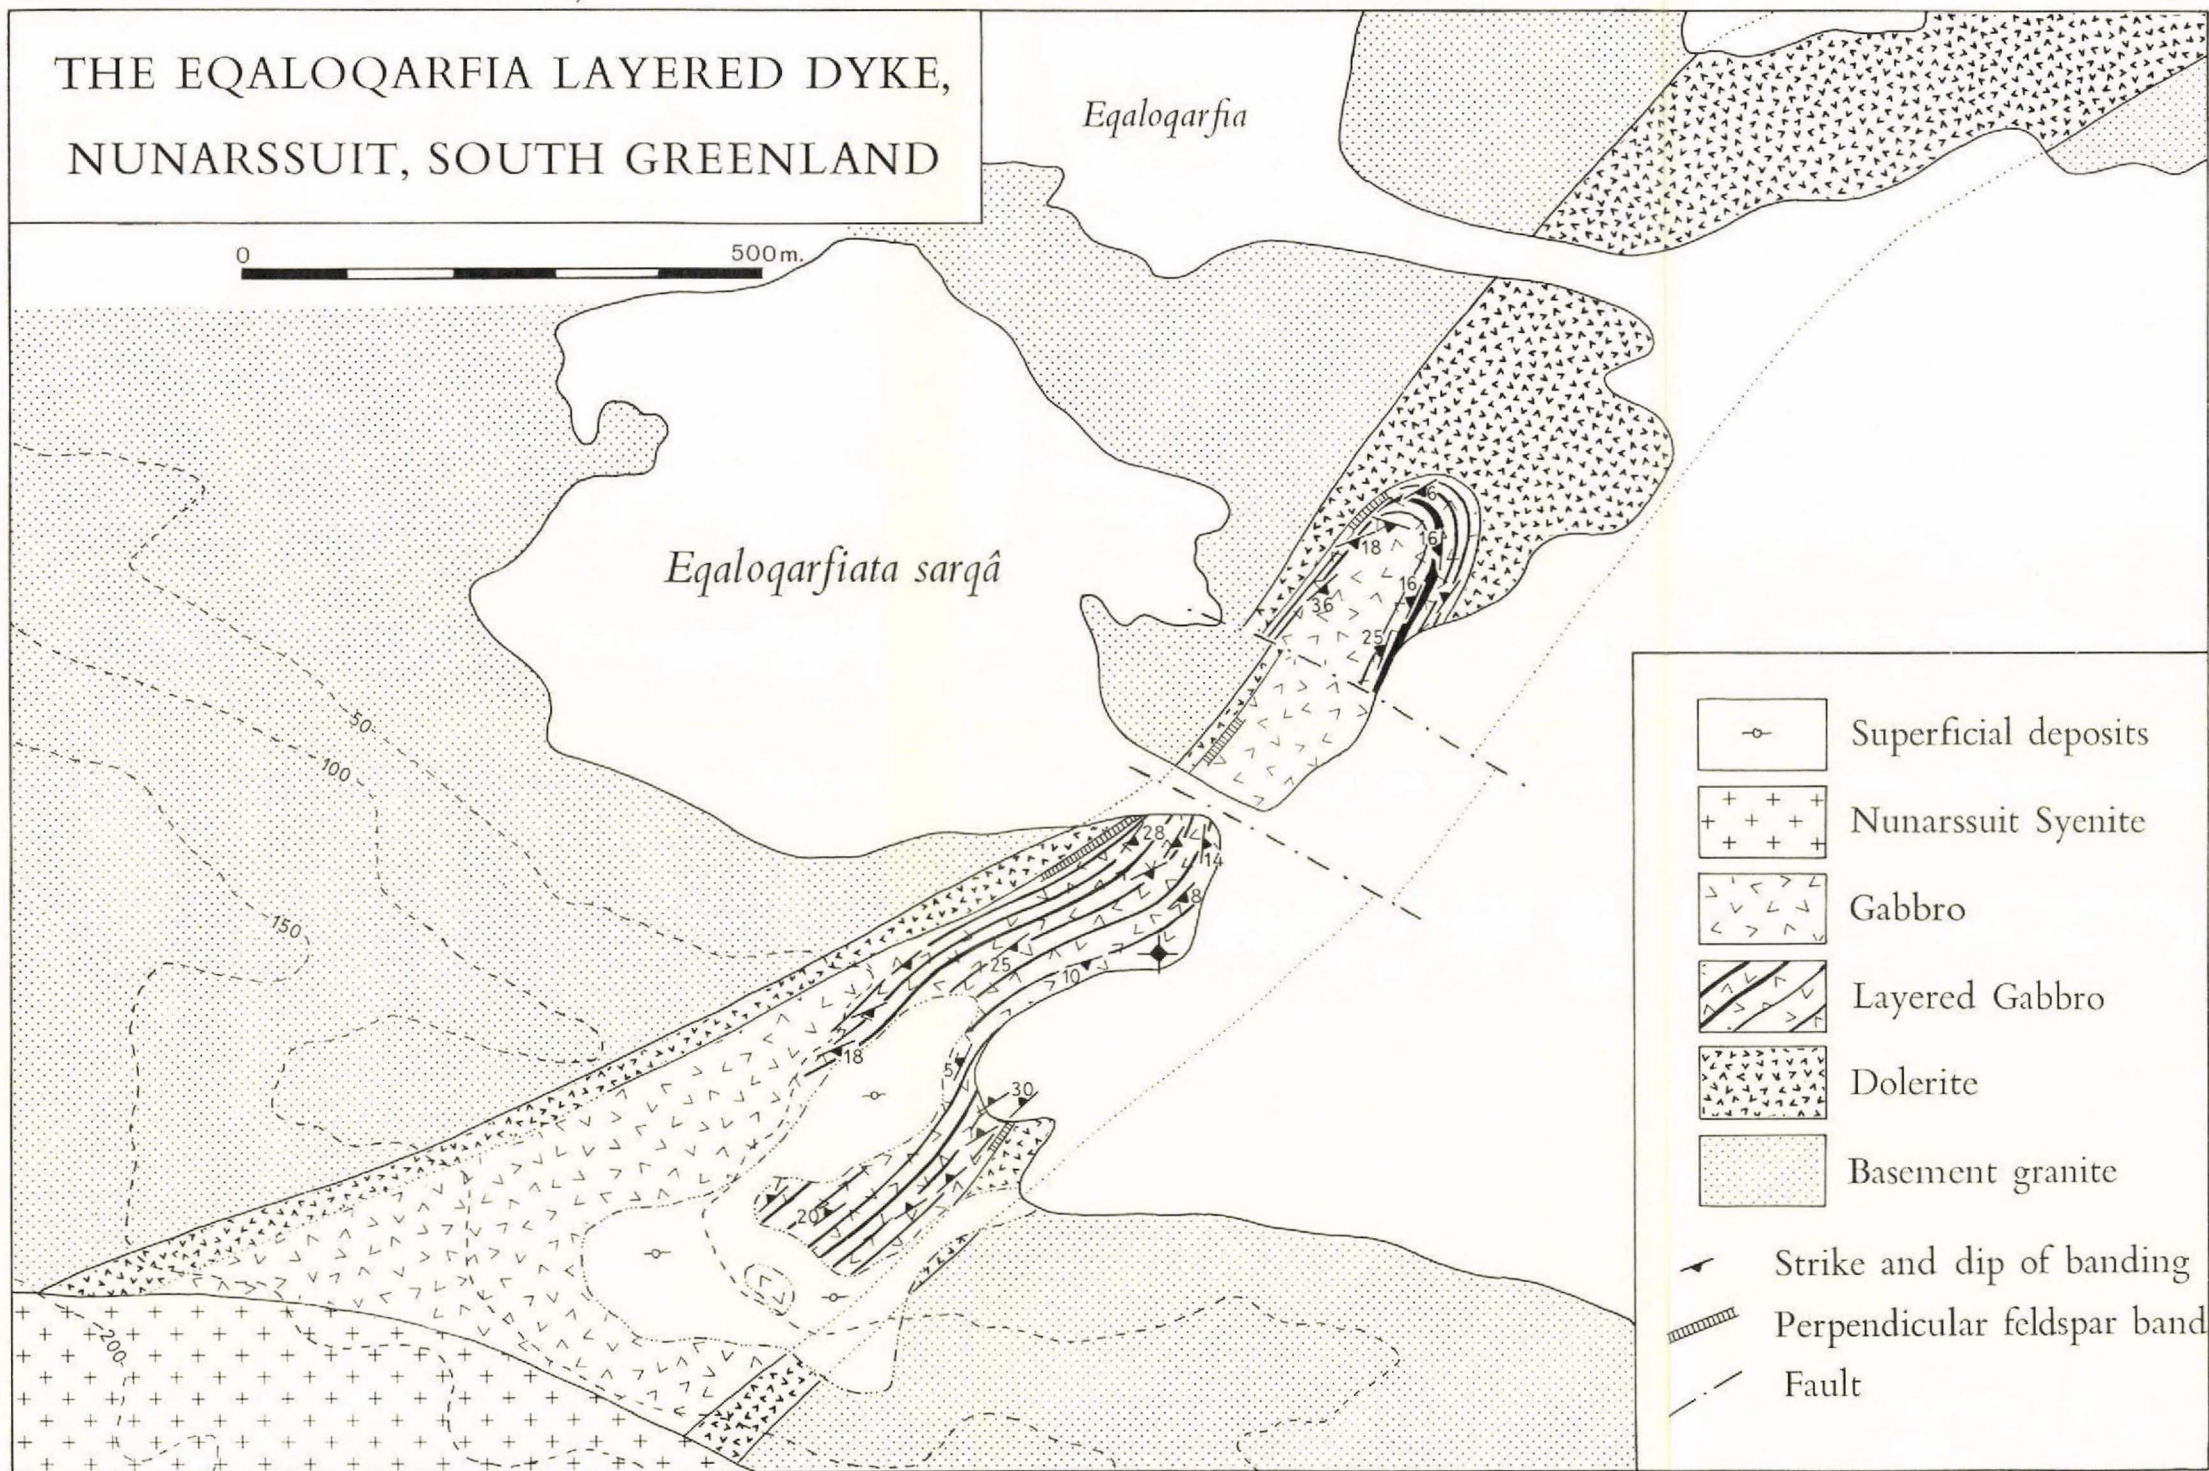 THE EQALOQARFIA LAYERED DYKE,
NUNARSSUIT, SOUTH GREENLAND
0 500m.
Eqaloqarfia
Eqaloqarfiata sarqâ
6
18
16
36
16
25
50
100
150
200
28
14
8
25
10
18
5
30
20
Superficial deposits
Nunarssuit Syenite
Gabbro
Layered Gabbro
Dolerite
Basement granite
Strike and dip of banding
Perpendicular feldspar band
Fault